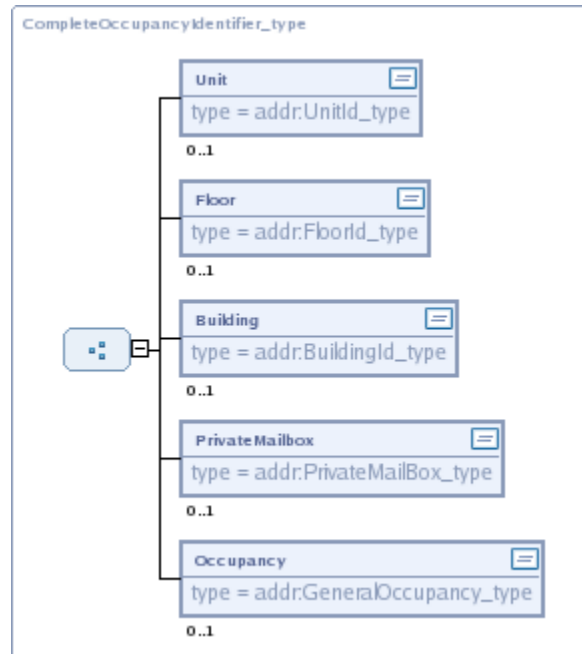 CompleteOccupancyIdentifier_type
Unit
type = addr:UnitId_type
0..1
Floor
type = addr:FloorId_type
0..1
Building
type = addr:BuildingId_type
0..1
PrivateMailbox
type = addr:PrivateMailBox_type
0..1
Occupancy
type = addr:GeneralOccupancy_type
0..1